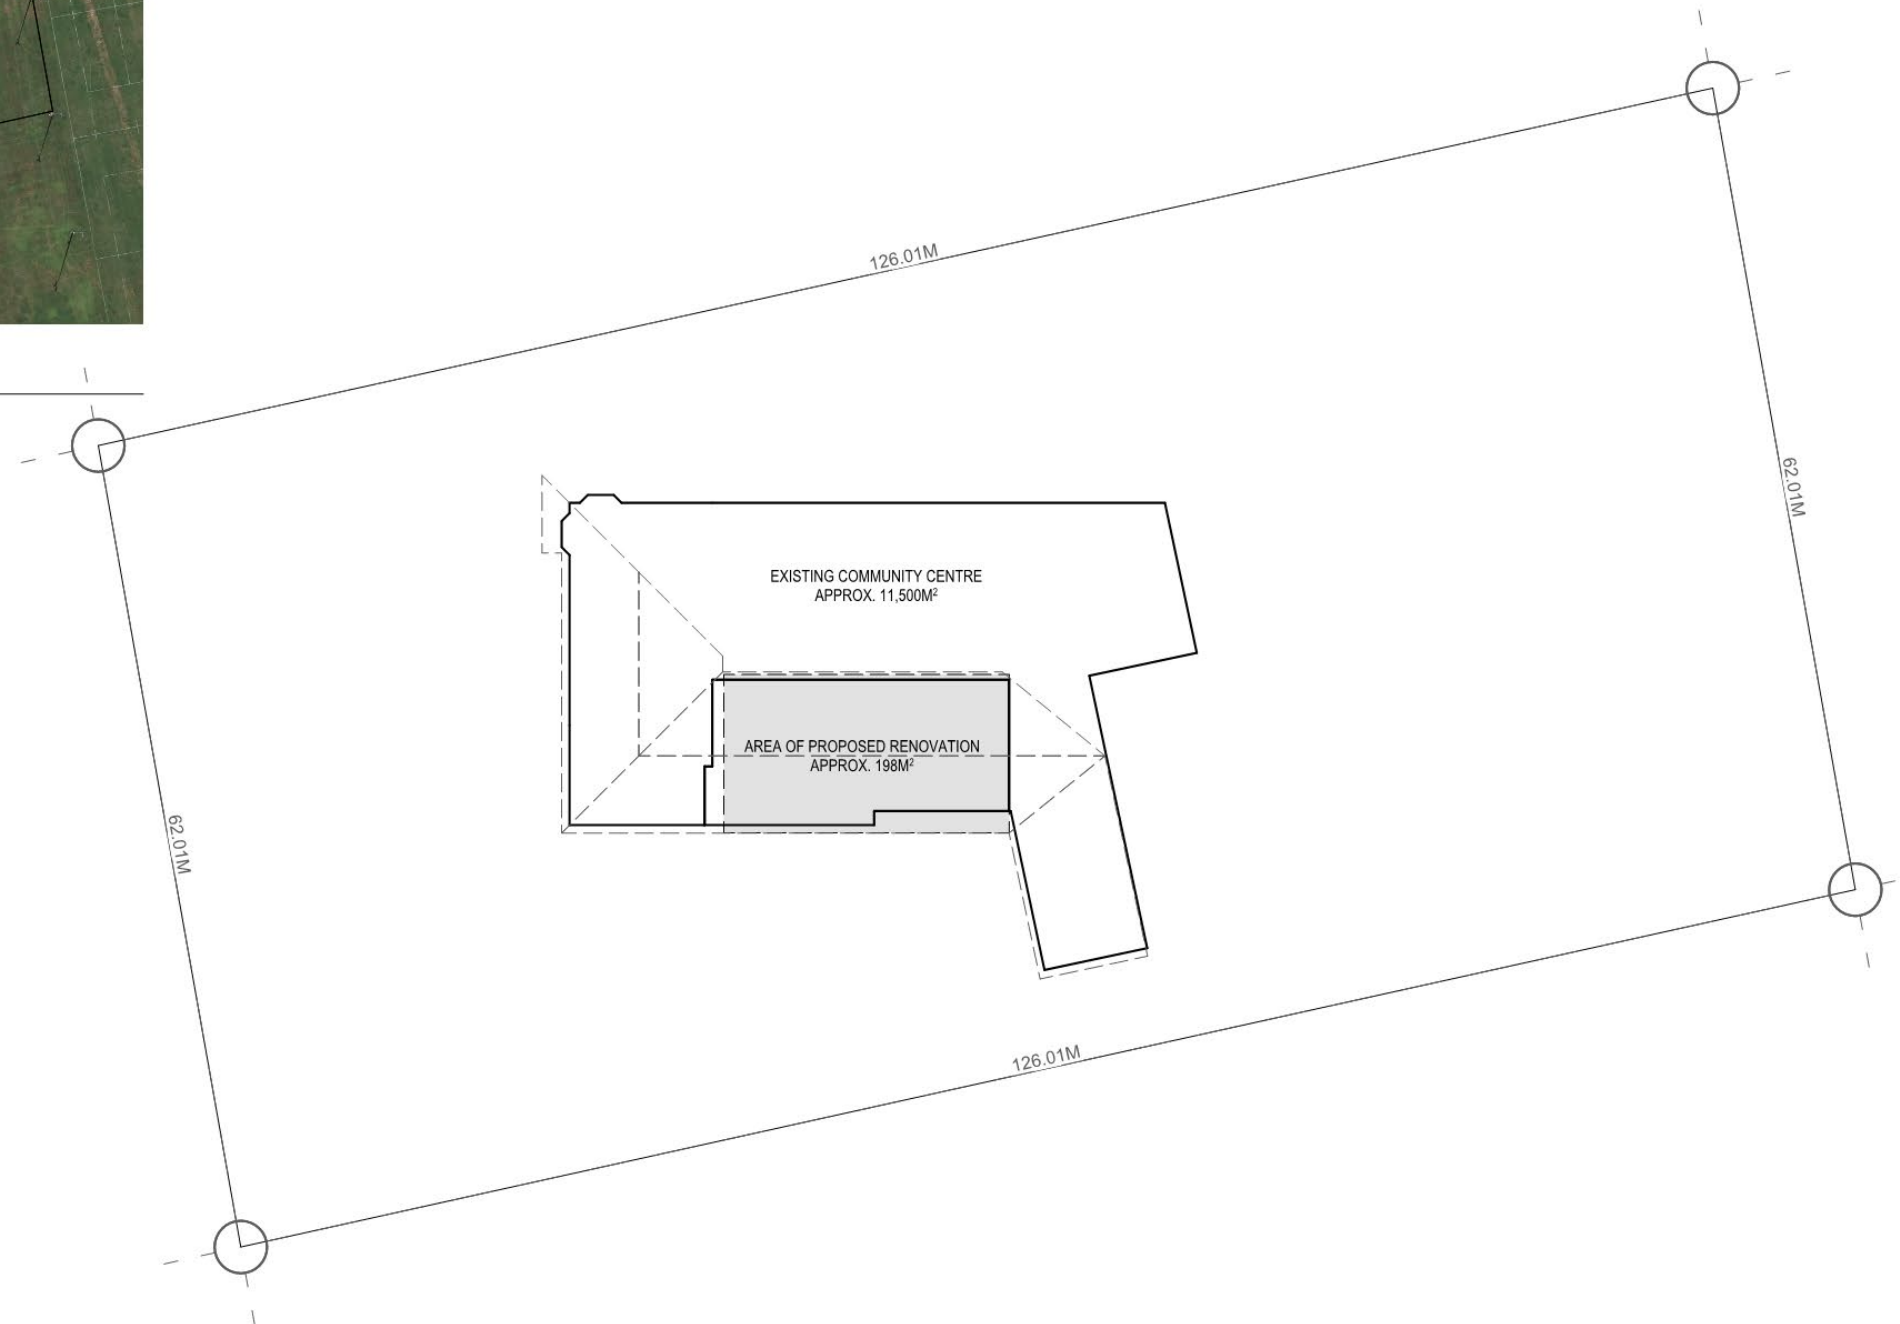 126.01M
62.01M
EXISTING COMMUNITY CENTRE
APPROX. 11,500M²
AREA OF PROPOSED RENOVATION
APPROX. 198M²
62.01M
126.01M